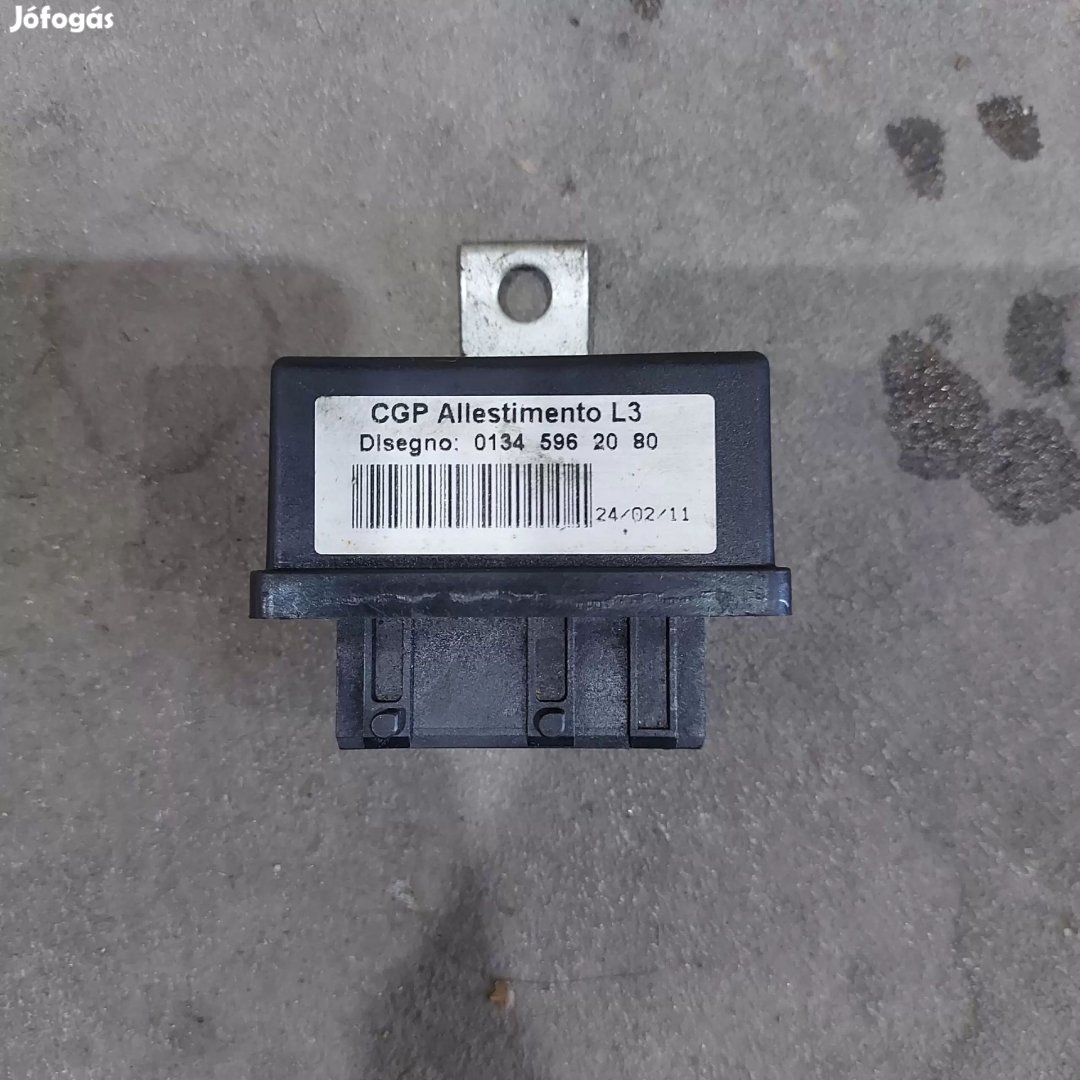 Jófogás
CGP Allestimento L3
Disegno: 0134 596 20 80
24/02/11